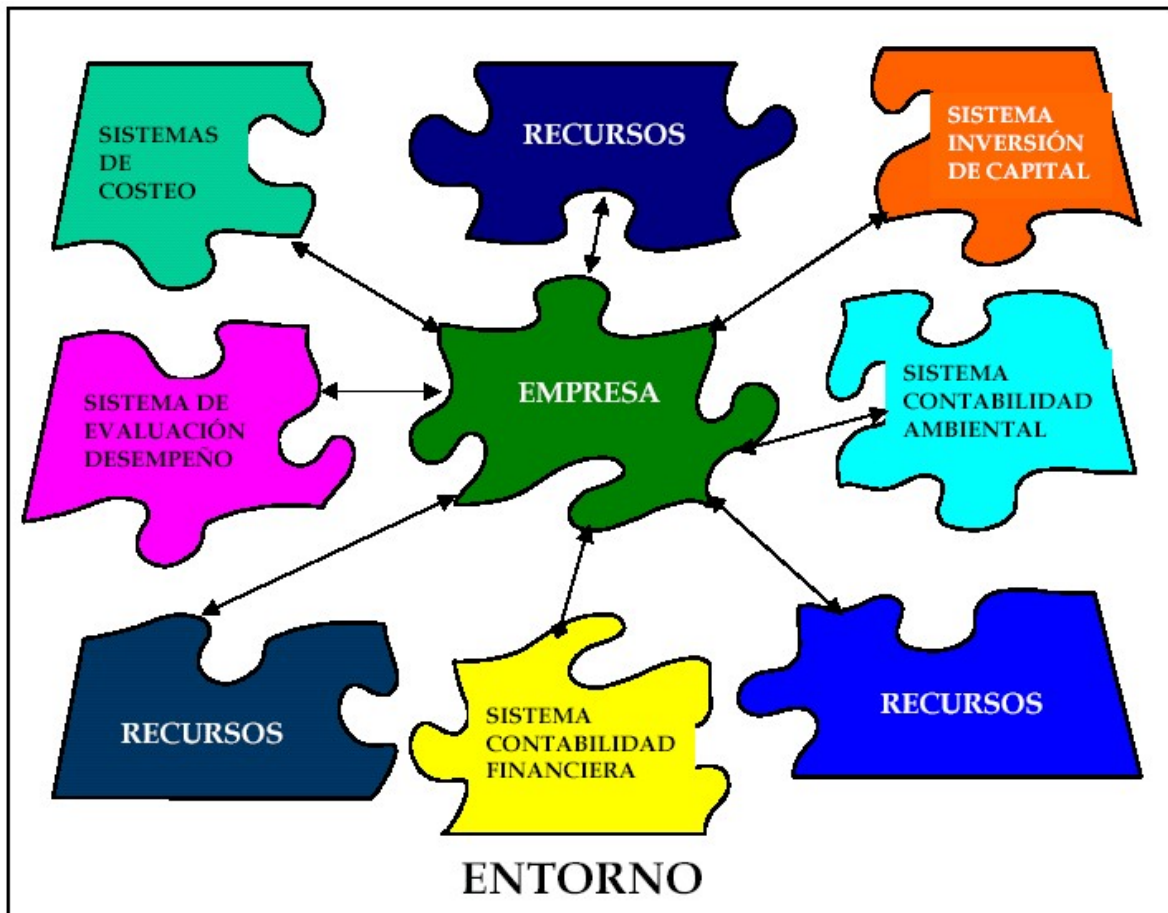 SISTEMAS
DE
COSTEO
RECURSOS
SISTEMA
INVERSIÓN
DE CAPITAL
SISTEMA DE
EVALUACIÓN
DESEMPEÑO
EMPRESA
SISTEMA
CONTABILIDAD
AMBIENTAL
RECURSOS
SISTEMA
CONTABILIDAD
FINANCIERA
RECURSOS
ENTORNO